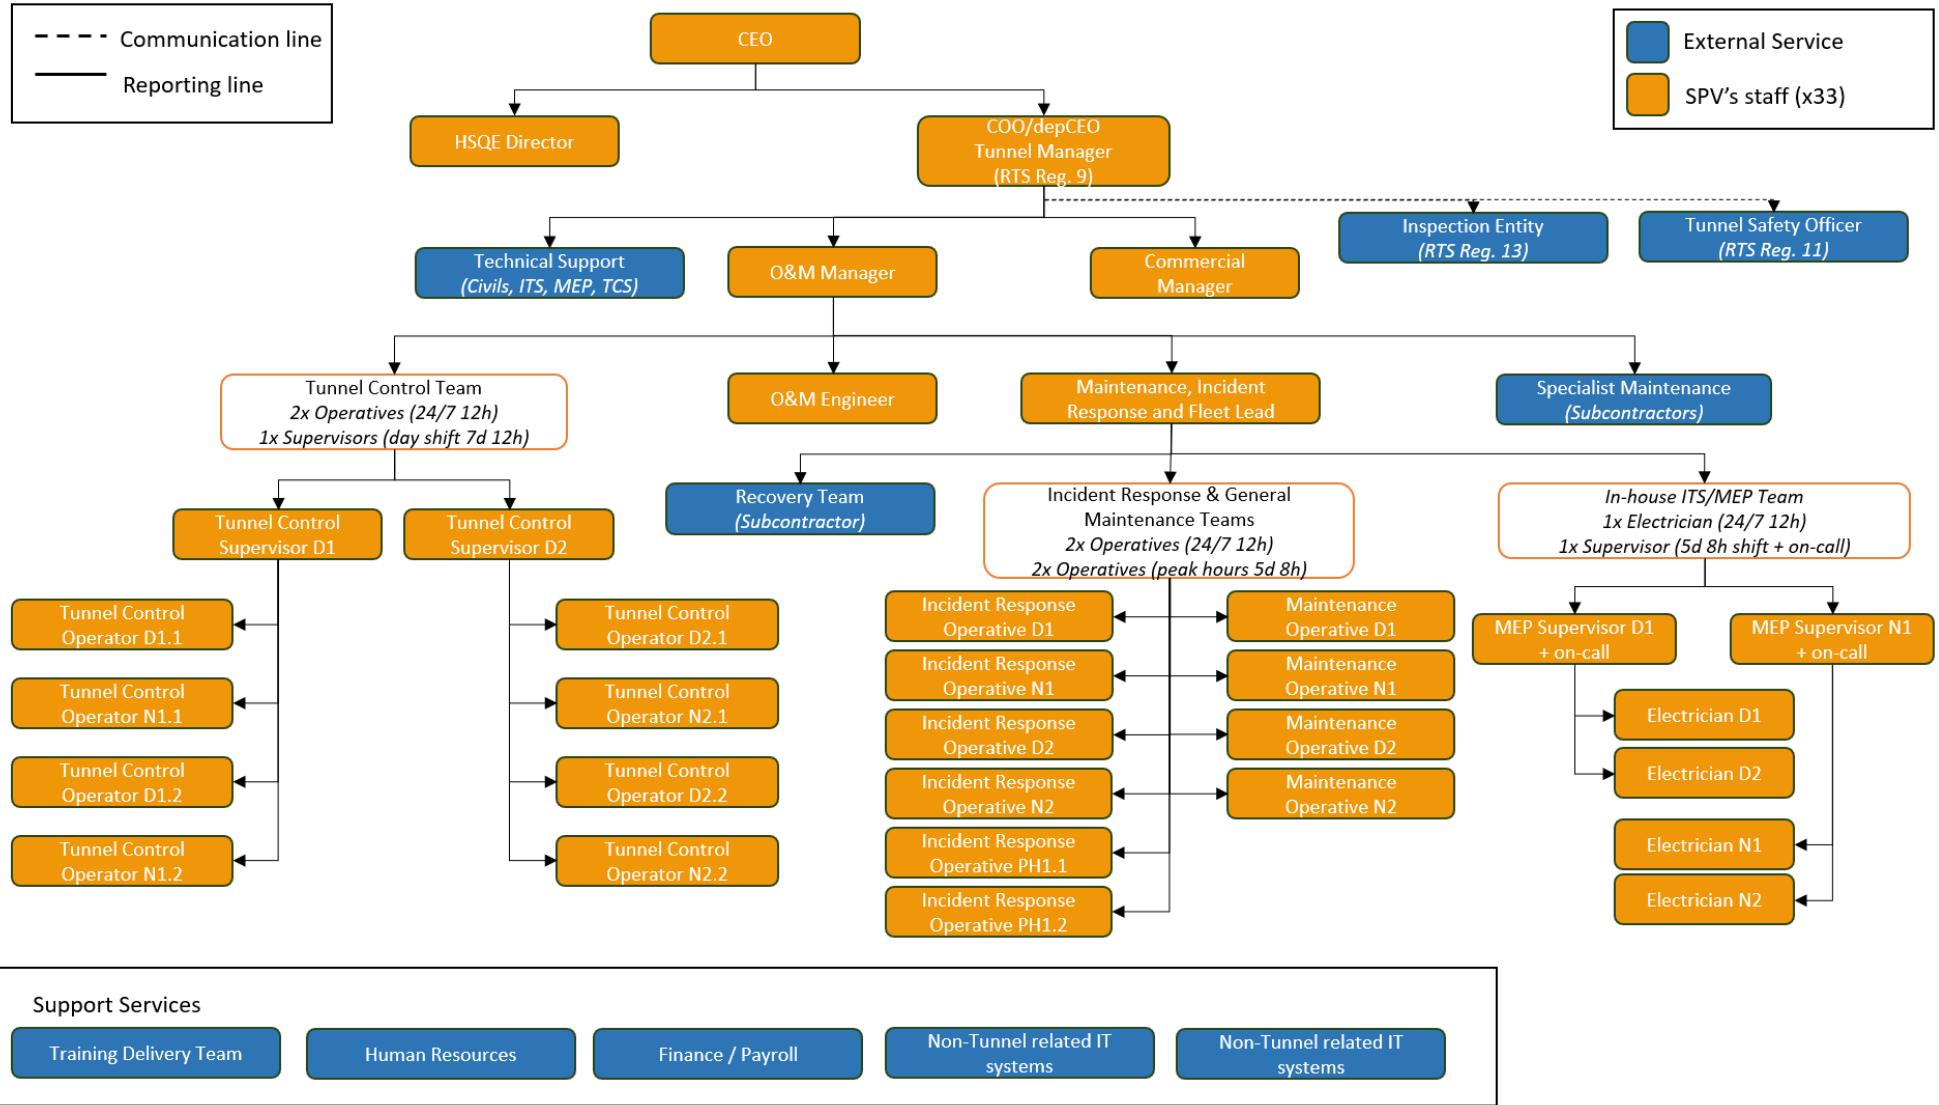 Communication line
Reporting line
CEO
External Service
SPV's staff (x33)
HSQE Director
COO/depCEO
Tunnel Manager
(RTS Reg. 9)
Inspection Entity
(RTS Reg. 13)
Tunnel Safety Officer
(RTS Reg. 11)
Technical Support
(Civils, ITS, MEP, TCS)
O&M Manager
Commercial
Manager
Tunnel Control Team
2x Operatives (24/7 12h)
1x Supervisors (day shift 7d 12h)
O&M Engineer
Maintenance, Incident
Response and Fleet Lead
Specialist Maintenance
(Subcontractors)
Recovery Team
(Subcontractor)
Incident Response & General
Maintenance Teams
2x Operatives (24/7 12h)
2x Operatives (peak hours 5d 8h)
In-house ITS/MEP Team
1x Electrician (24/7 12h)
1x Supervisor (5d 8h shift + on-call)
Tunnel Control
Supervisor D1
Tunnel Control
Supervisor D2
Tunnel Control
Operator D1.1
Tunnel Control
Operator N1.1
Tunnel Control
Operator D1.2
Tunnel Control
Operator N1.2
Tunnel Control
Operator D2.1
Tunnel Control
Operator N2.1
Tunnel Control
Operator D2.2
Tunnel Control
Operator N2.2
Incident Response
Operative D1
Incident Response
Operative N1
Incident Response
Operative D2
Incident Response
Operative N2
Incident Response
Operative PH1.1
Incident Response
Operative PH1.2
Maintenance
Operative D1
Maintenance
Operative N1
Maintenance
Operative D2
Maintenance
Operative N2
MEP Supervisor D1
+ on-call
MEP Supervisor N1
+ on-call
Electrician D1
Electrician D2
Electrician N1
Electrician N2
Support Services
Training Delivery Team
Human Resources
Finance / Payroll
Non-Tunnel related IT
systems
Non-Tunnel related IT
systems